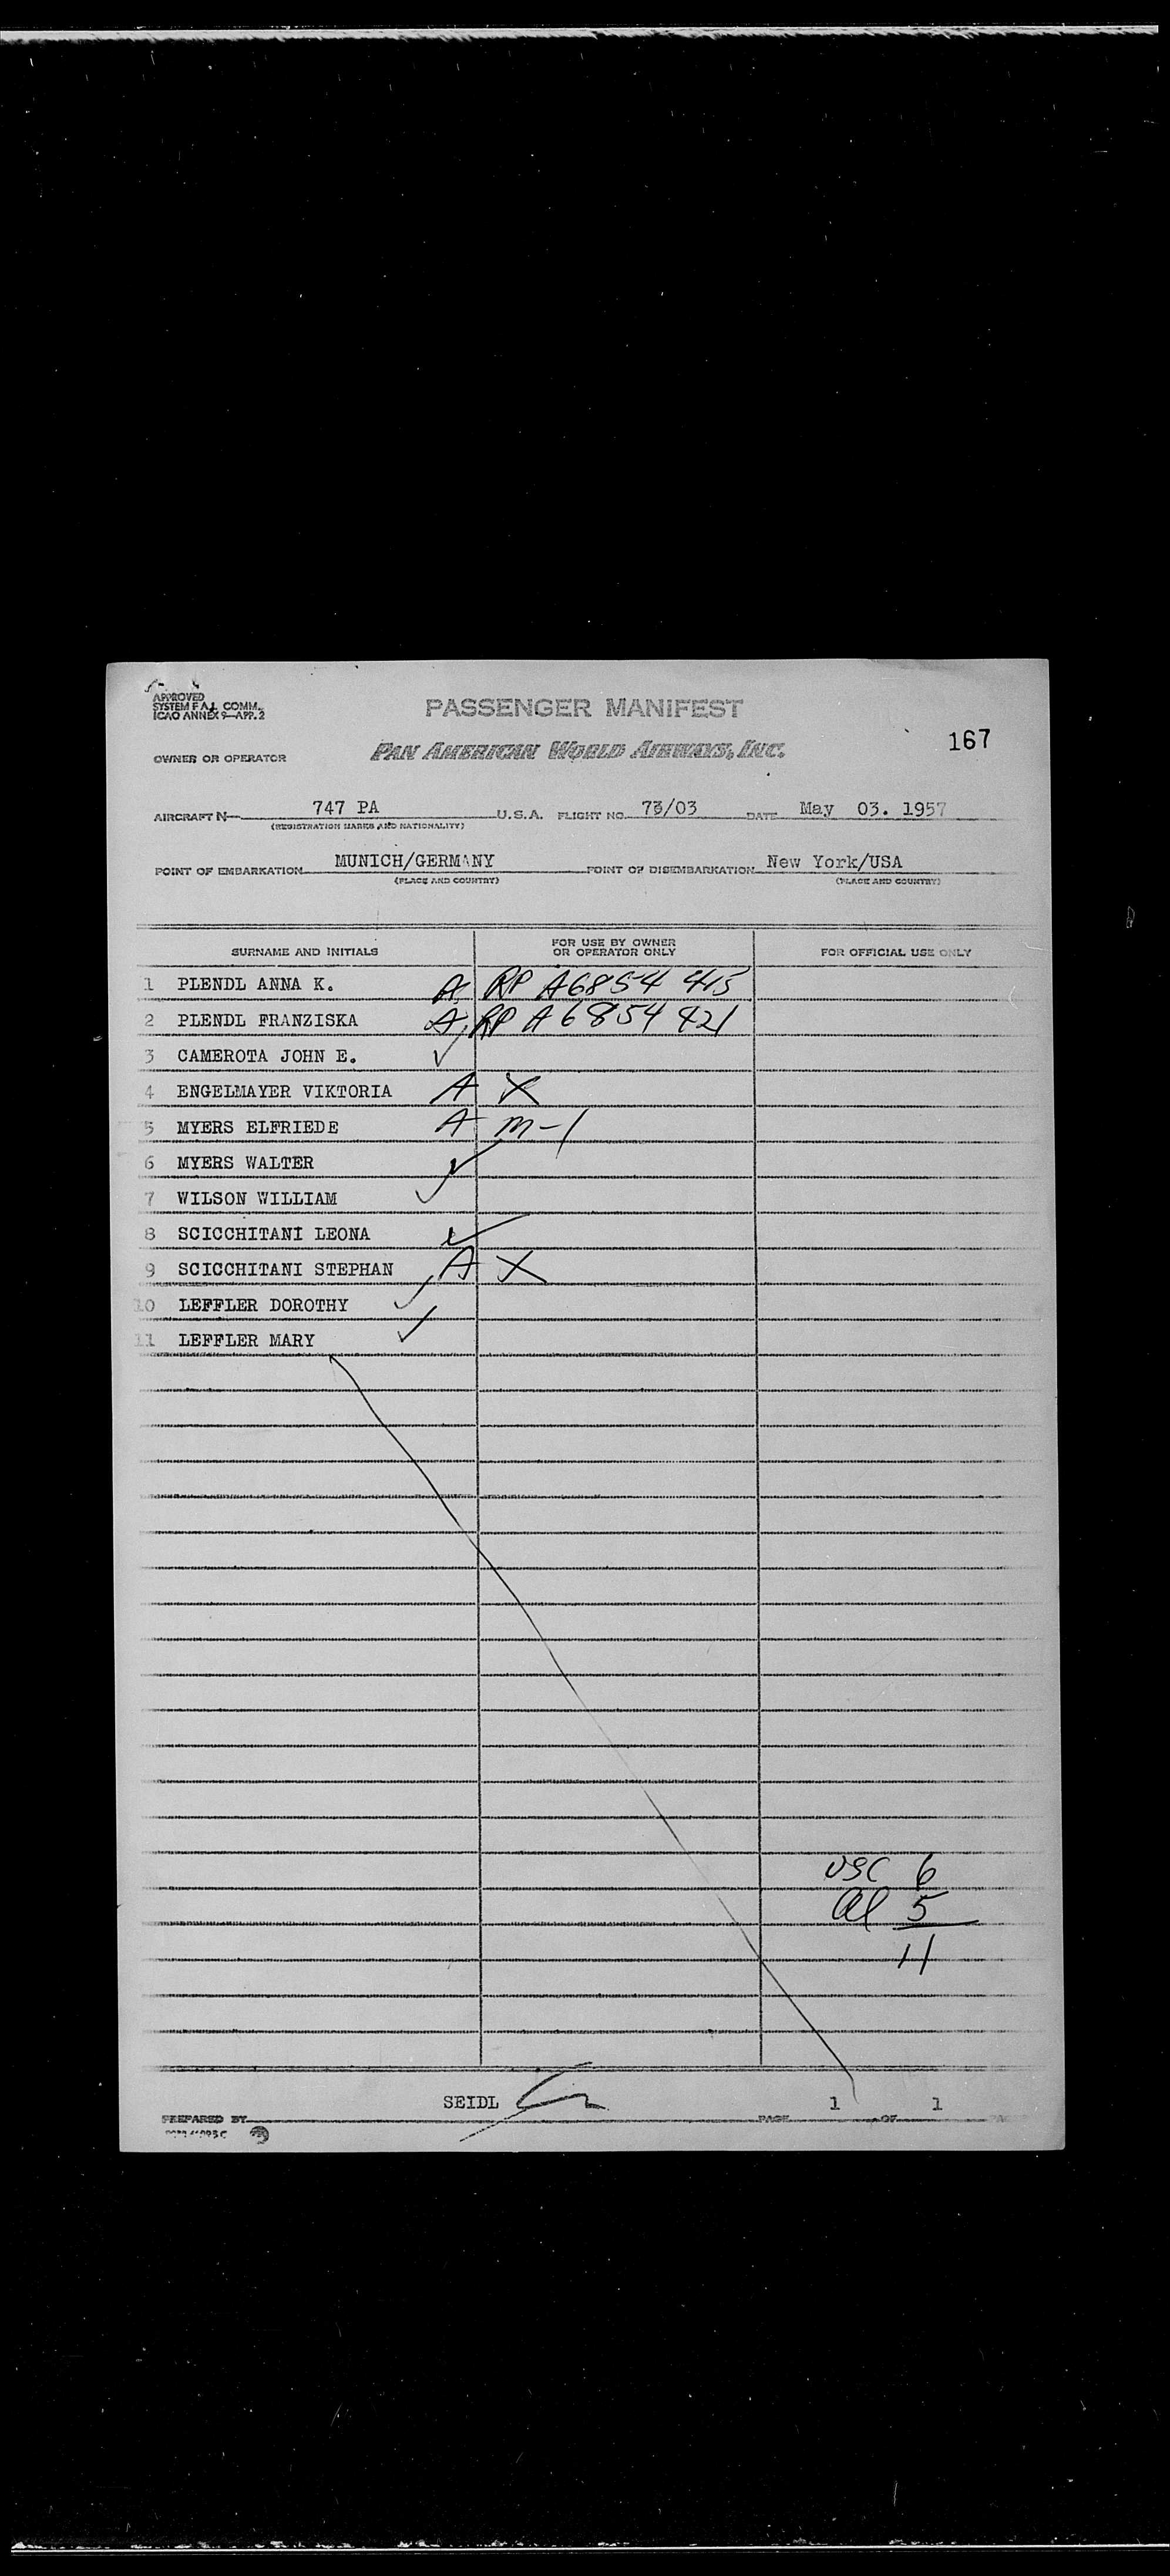 APPROVED
SYSTEM F.A.L. COMM.
ICAO ANNEX 9—APP. 2
PASSENGER MANIFEST
167
OWNER OR OPERATOR PAN AMERICAN WORLD AIRWAYS, INC.
AIRCRAFT N— 747 PA U.S.A. FLIGHT NO. 73/03 DATE May 03. 1957
(REGISTRATION MARKS AND NATIONALITY)
POINT OF EMBARKATION MUNICH/GERMANY POINT OF DISEMBARKATION New York/USA
(PLACE AND COUNTRY) (PLACE AND COUNTRY)
SURNAME AND INITIALS FOR USE BY OWNER OR OPERATOR ONLY FOR OFFICIAL USE ONLY
1 PLENDL ANNA K. A, RP A6854 415
2 PLENDL FRANZISKA A, RP A6854 421
3 CAMEROTA JOHN E. ✓
4 ENGELMAYER VIKTORIA A X
5 MYERS ELFRIEDE A M-1
6 MYERS WALTER ✓
7 WILSON WILLIAM ✓
8 SCICCHITANI LEONA ✓
9 SCICCHITANI STEPHAN A X
10 LEFFLER DOROTHY ✓
11 LEFFLER MARY ✓
USC 6
Al 5
11
PREPARED BY SEIDL PAGE 1 OF 1